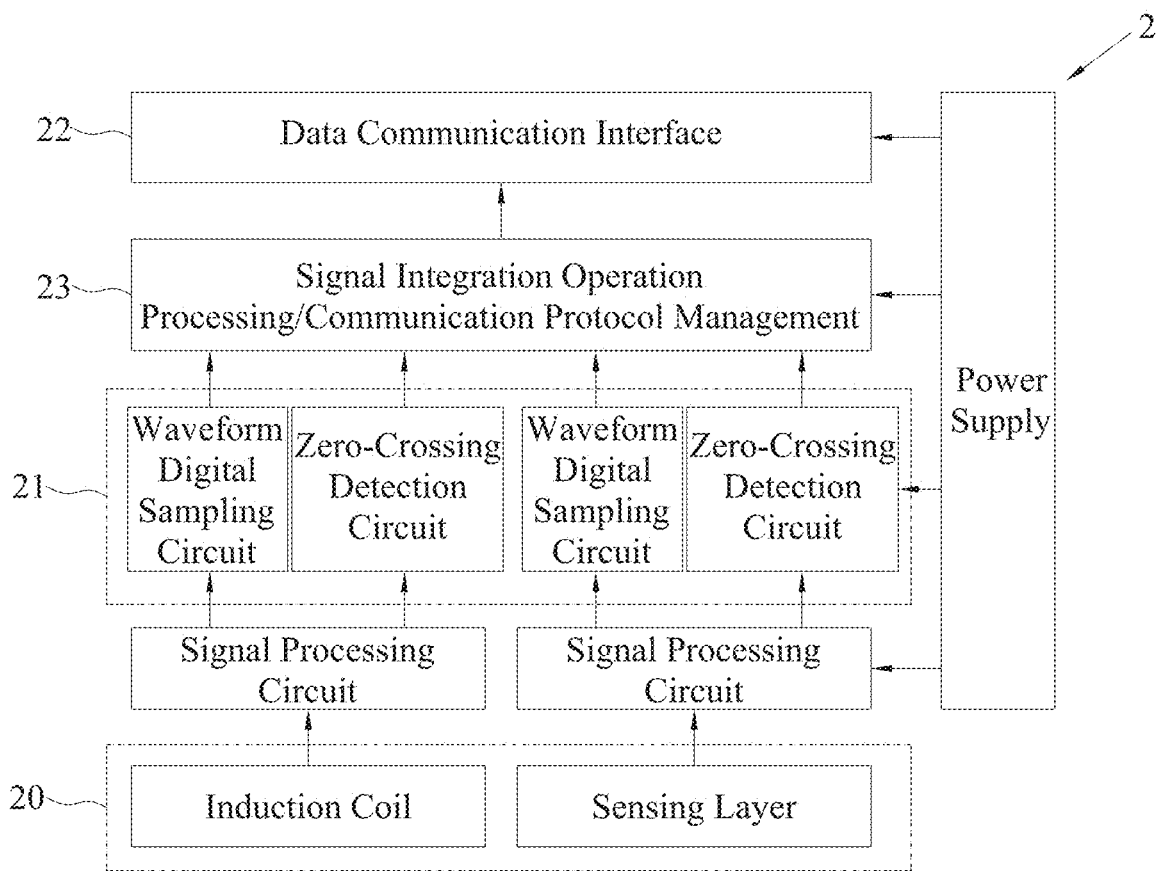 2
22
Data Communication Interface
23
Signal Integration Operation
Processing/Communication Protocol Management
Power
Supply
21
Waveform
Digital
Sampling
Circuit
Zero-Crossing
Detection
Circuit
Waveform
Digital
Sampling
Circuit
Zero-Crossing
Detection
Circuit
Signal Processing
Circuit
Signal Processing
Circuit
20
Induction Coil
Sensing Layer